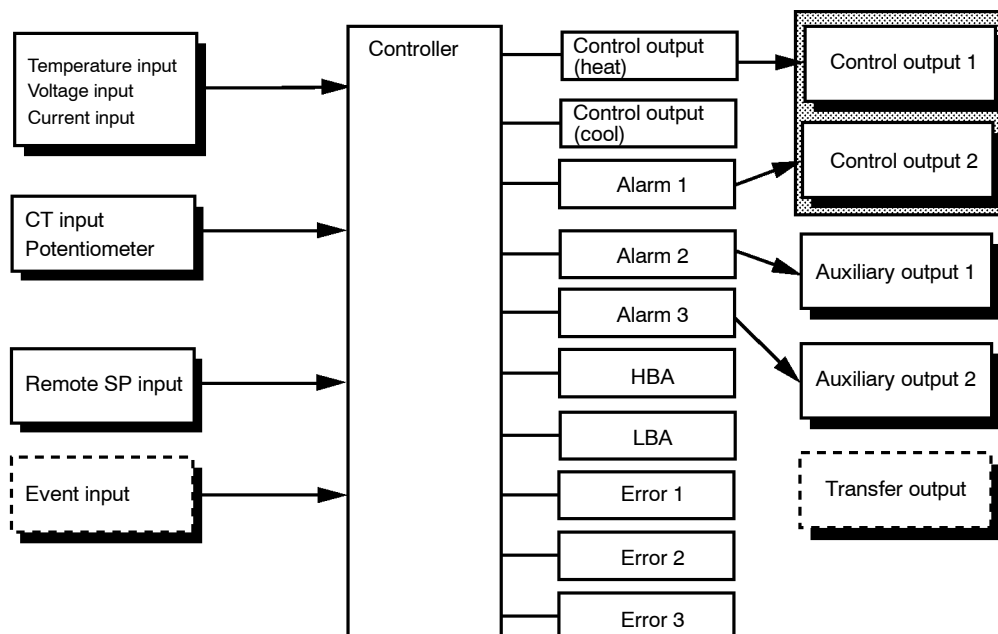 Temperature input
Voltage input
Current input
CT input
Potentiometer
Remote SP input
Event input
Controller
Control output
(heat)
Control output
(cool)
Alarm 1
Alarm 2
Alarm 3
HBA
LBA
Error 1
Error 2
Error 3
Control output 1
Control output 2
Auxiliary output 1
Auxiliary output 2
Transfer output